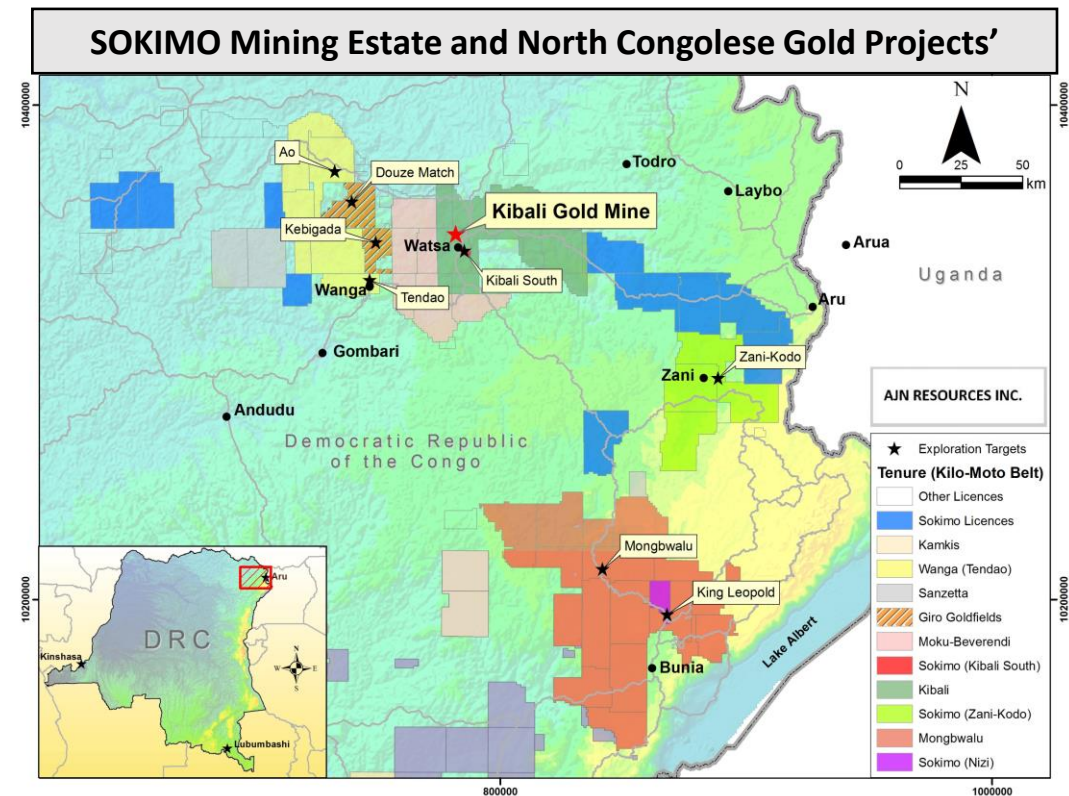 SOKIMO Mining Estate and North Congolese Gold Projects’
10400000
10400000
N
0 25 50
km
Ao
Todro
Douze Match
Laybo
Kibali Gold Mine
Kebigada
Watsa
Arua
Uganda
Kibali South
Wanga
Tendao
Aru
Gombari
Zani-Kodo
Zani
AJN RESOURCES INC.
Andudu
Democratic Republic
of the Congo
Exploration Targets
Tenure (Kilo-Moto Belt)
Other Licences
Sokimo Licences
Kamkis
Wanga (Tendao)
Sanzetta
Giro Goldfields
Moku-Beverendi
Sokimo (Kibali South)
Kibali
Sokimo (Zani-Kodo)
Mongbwalu
Sokimo (Nizi)
Mongbwalu
King Leopold
10200000
10200000
Bunia
Lake Albert
Aru
DRC
Kinshasa
N
W E
S
Lubumbashi
800000
1000000